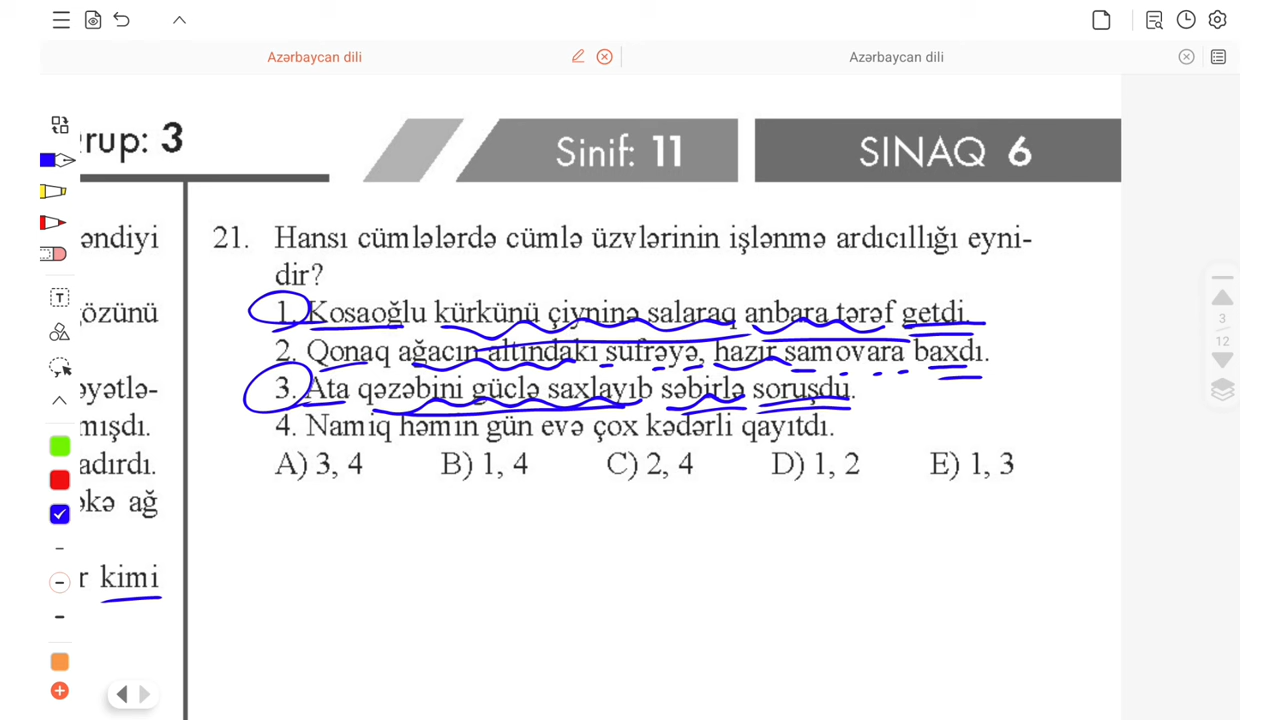 Azərbaycan dili
Azərbaycan dili
rup: 3
Sinif: 11
SINAQ 6
əndiyi
gözünü
əyətlə-
mışdı.
adırdı.
əkə ağ
r kimi
21. Hansı cümlələrdə cümlə üzvlərinin işlənmə ardıcıllığı eyni-
dir?
1. Kosaoğlu kürkünü çiyninə salaraq anbara tərəf getdi.
2. Qonaq ağacın altındakı süfrəyə, hazır samovara baxdı.
3. Ata qəzəbini güclə saxlayıb səbirlə soruşdu.
4. Namiq həmin gün evə çox kədərli qayıtdı.
A) 3, 4 B) 1, 4 C) 2, 4 D) 1, 2 E) 1, 3
3
12